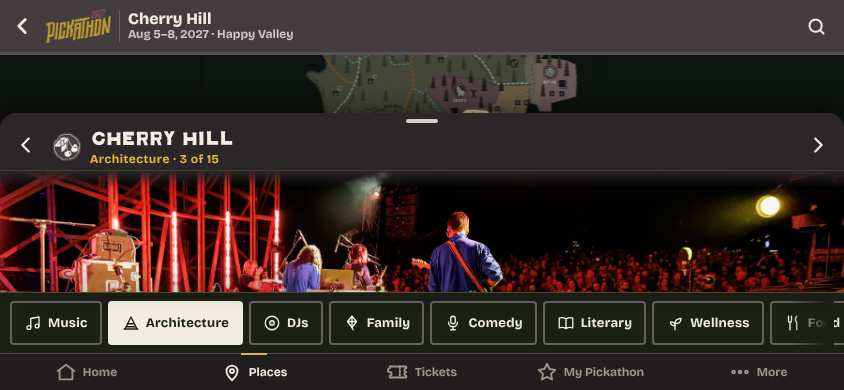 PICKATHON
Cherry Hill
Aug 5–8, 2027 · Happy Valley
CHERRY HILL
Architecture · 3 of 15
Music
Architecture
DJs
Family
Comedy
Literary
Wellness
Food
Home
Places
Tickets
My Pickathon
More